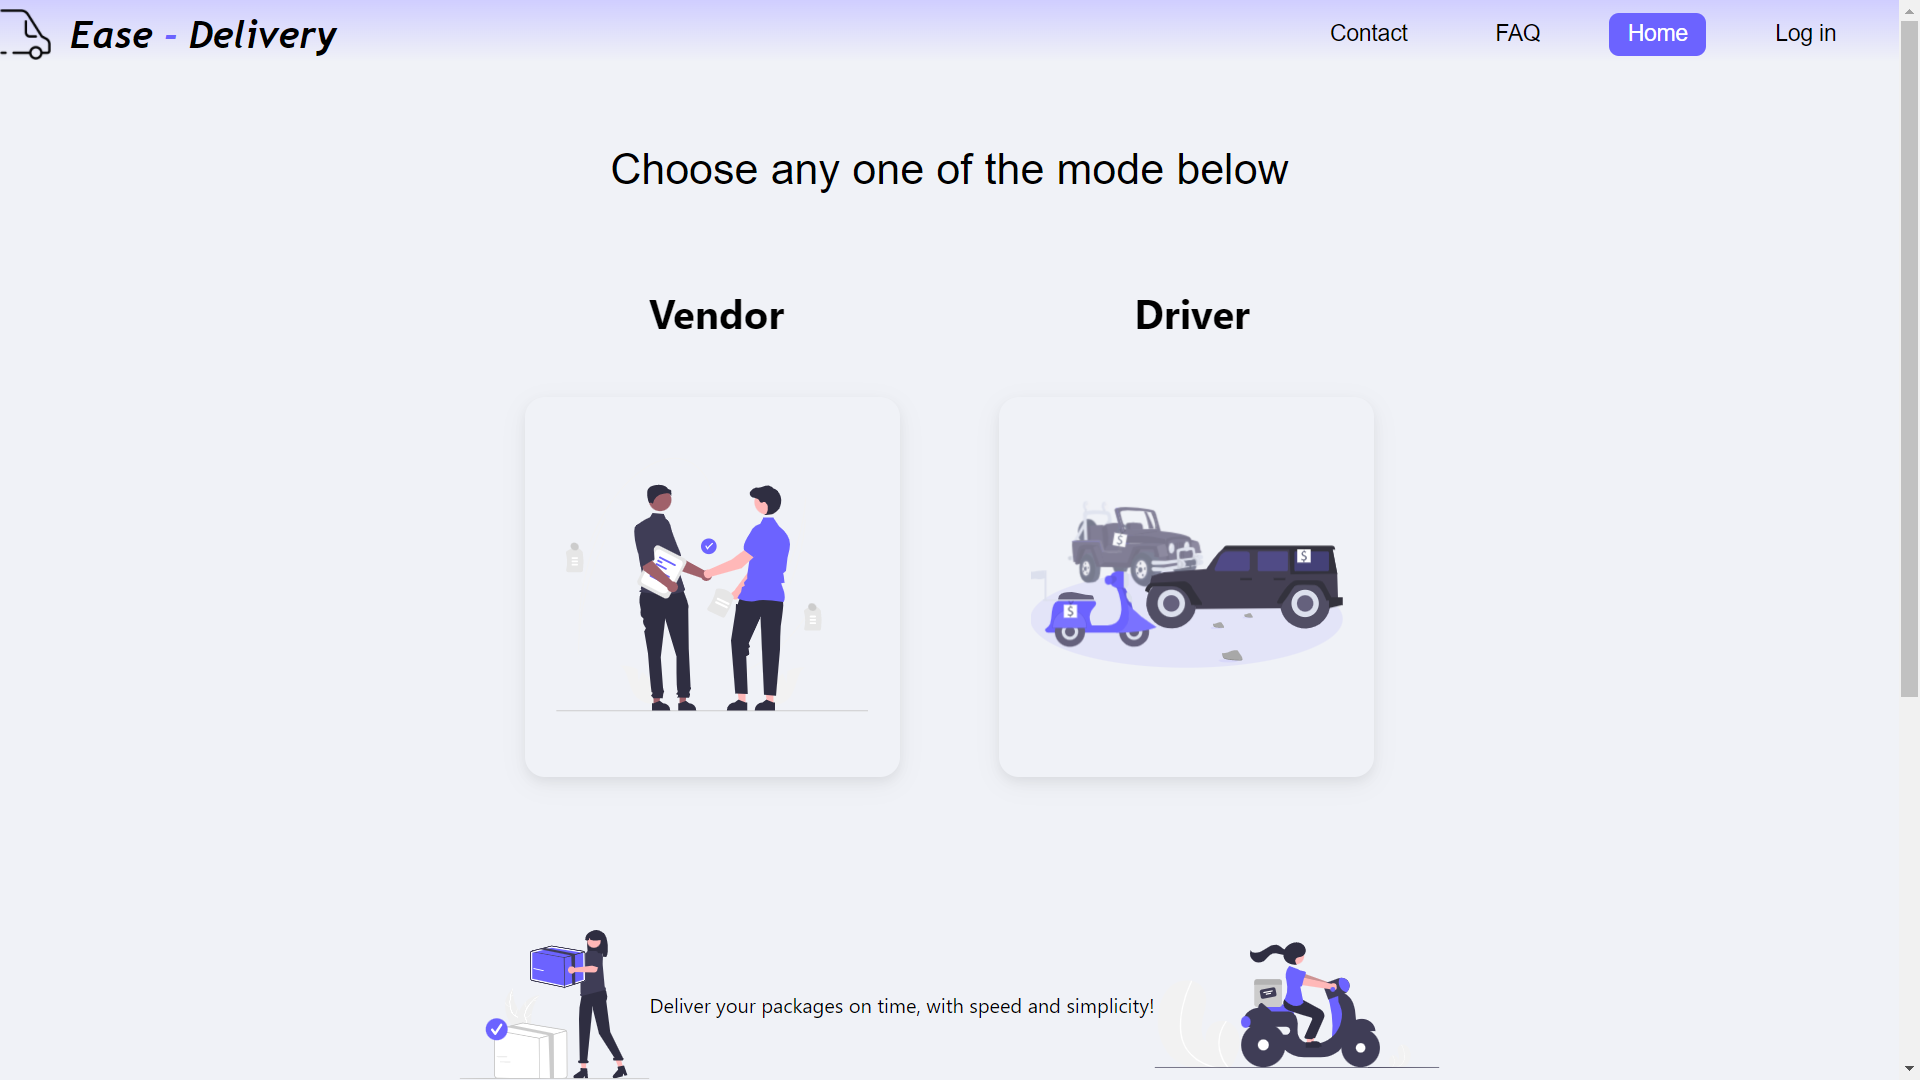 Ease - Delivery
Contact
FAQ
Home
Log in
Choose any one of the mode below
Vendor
Driver
$
$
$
Deliver your packages on time, with speed and simplicity!